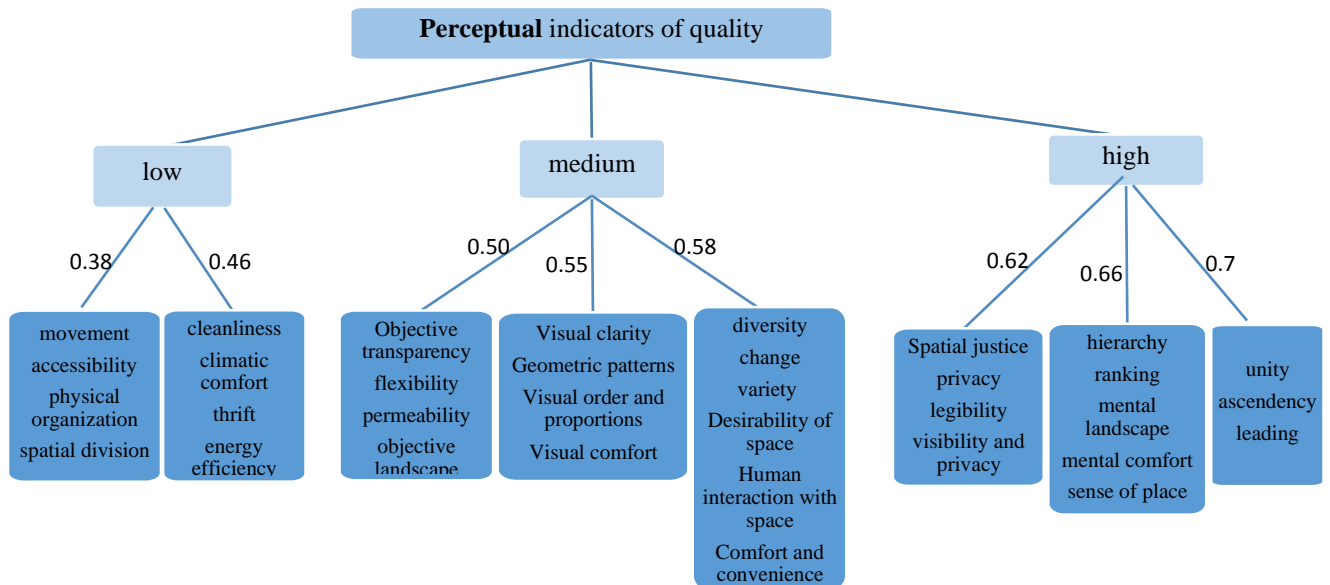 Perceptual indicators of quality
low
medium
high
0.38
0.46
0.50
0.55
0.58
0.62
0.66
0.7
movement
accessibility
physical
organization
spatial division
cleanliness
climatic
comfort
thrift
energy
efficiency
Objective
transparency
flexibility
permeability
objective
landscape
Visual clarity
Geometric patterns
Visual order and
proportions
Visual comfort
diversity
change
variety
Desirability of
space
Human
interaction with
space
Comfort and
convenience
Spatial justice
privacy
legibility
visibility and
privacy
hierarchy
ranking
mental
landscape
mental comfort
sense of place
unity
ascendency
leading